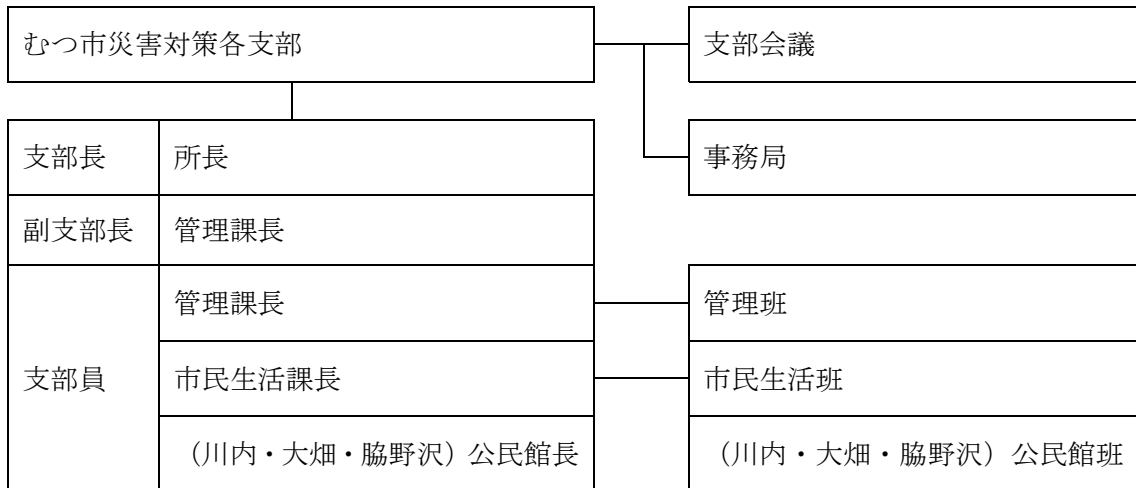 むつ市災害対策各支部
支部会議
支部長
所長
事務局
副支部長
管理課長
支部員
管理課長
管理班
市民生活課長
市民生活班
（川内・大畑・脇野沢）公民館長
（川内・大畑・脇野沢）公民館班